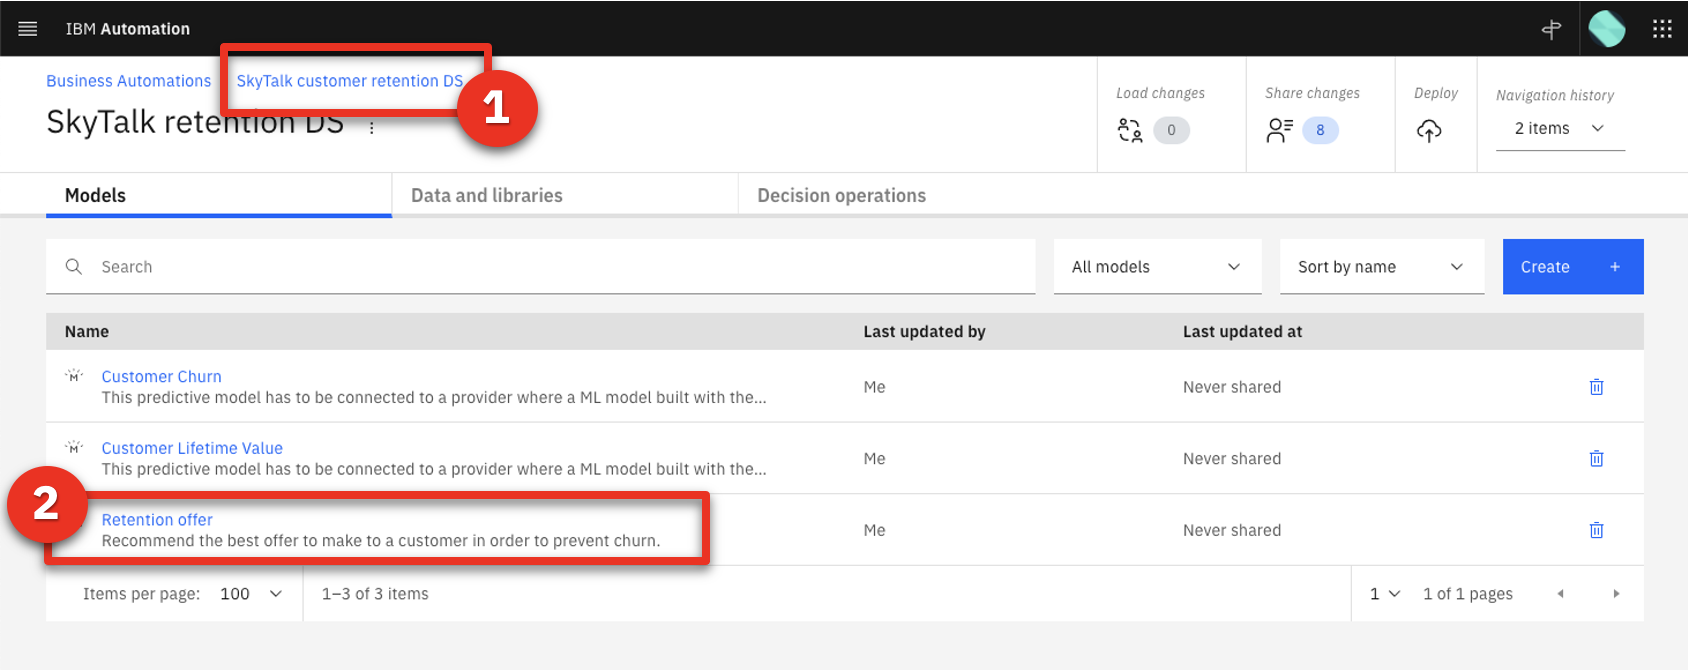 IBM Automation
Business Automations SkyTalk customer retention DS
1
SkyTalk retention DS
Load changes
0
Share changes
8
Deploy
Navigation history
2 items
Models Data and libraries Decision operations
Search All models Sort by name Create +
Name Last updated by Last updated at
M Customer Churn
This predictive model has to be connected to a provider where a ML model built with the...
Me Never shared
M Customer Lifetime Value
This predictive model has to be connected to a provider where a ML model built with the...
Me Never shared
2
Retention offer
Recommend the best offer to make to a customer in order to prevent churn.
Me Never shared
Items per page: 100 1–3 of 3 items 1 1 of 1 pages